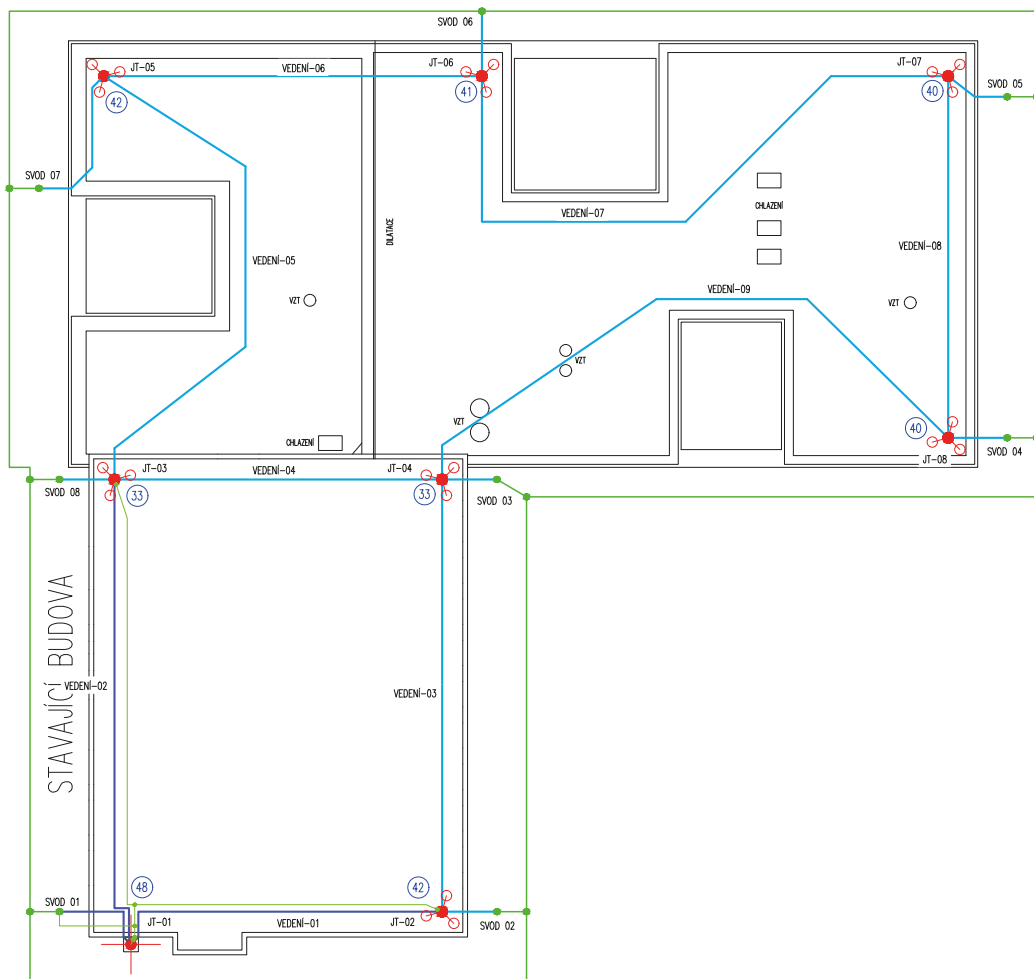 SVOD 06
JT-05
VEDENÍ-06
JT-06
JT-07
42
41
40
SVOD 05
SVOD 07
CHLAZENÍ
VEDENÍ-07
DILATACE
VEDENÍ-05
VEDENÍ-08
VEDENÍ-09
VZT
VZT
VZT
VZT
40
CHLAZENÍ
SVOD 04
JT-08
JT-03
VEDENÍ-04
JT-04
SVOD 08
33
33
SVOD 03
STAVAJÍCÍ BUDOVA
VEDENÍ-02
VEDENÍ-03
48
42
SVOD 01
JT-01
VEDENÍ-01
JT-02
SVOD 02